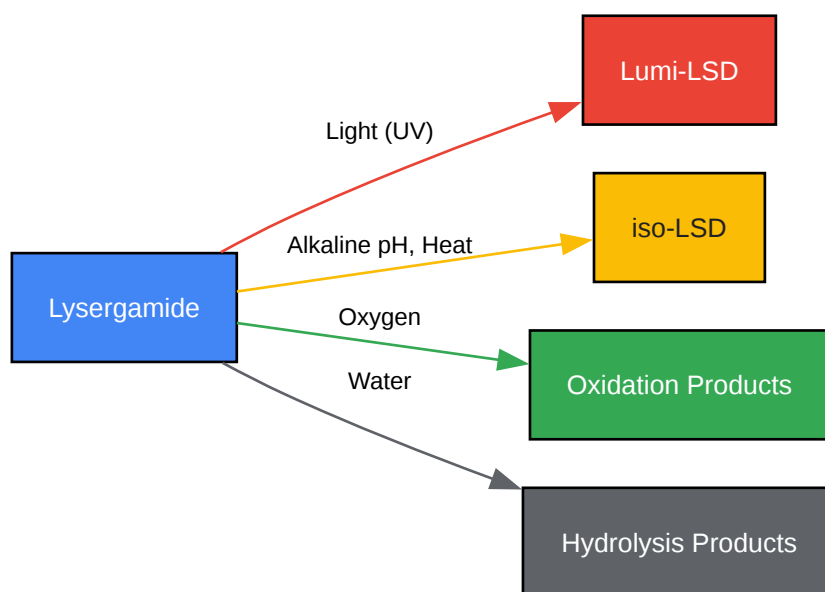 Lumi-LSD
Light (UV)
iso-LSD
Alkaline pH, Heat
Lysergamide
Oxygen
Water
Oxidation Products
Hydrolysis Products